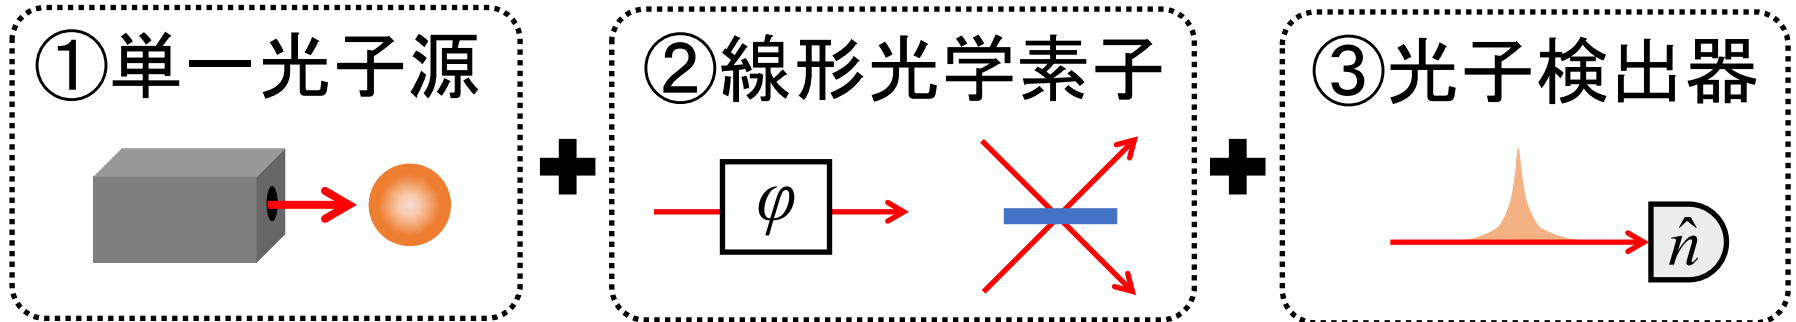 ①単一光子源
②線形光学素子
③光子検出器
φ
n̂